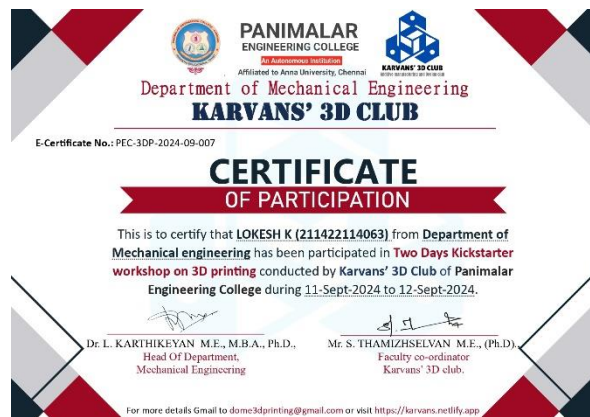 PANIMALAR
ENGINEERING COLLEGE
An Autonomous Institution
Affiliated to Anna University, Chennai
KARVANS' 3D CLUB
Department of Mechanical Engineering
KARVANS' 3D CLUB
E-Certificate No.: PEC-3DP-2024-09-007
CERTIFICATE
OF PARTICIPATION
This is to certify that LOKESH K (211422114063) from Department of
Mechanical engineering has been participated in Two Days Kickstarter
workshop on 3D printing conducted by Karvans' 3D Club of Panimalar
Engineering College during 11-Sept-2024 to 12-Sept-2024.
Dr. L. KARTHIKEYAN M.E., M.B.A., Ph.D.,
Head Of Department,
Mechanical Engineering
Mr. S. THAMIZHSELVAN M.E., (Ph.D).
Faculty co-ordinator
Karvans' 3D club.
For more details Gmail to dome3dprinting@gmail.com or visit https://karvans.netlify.app